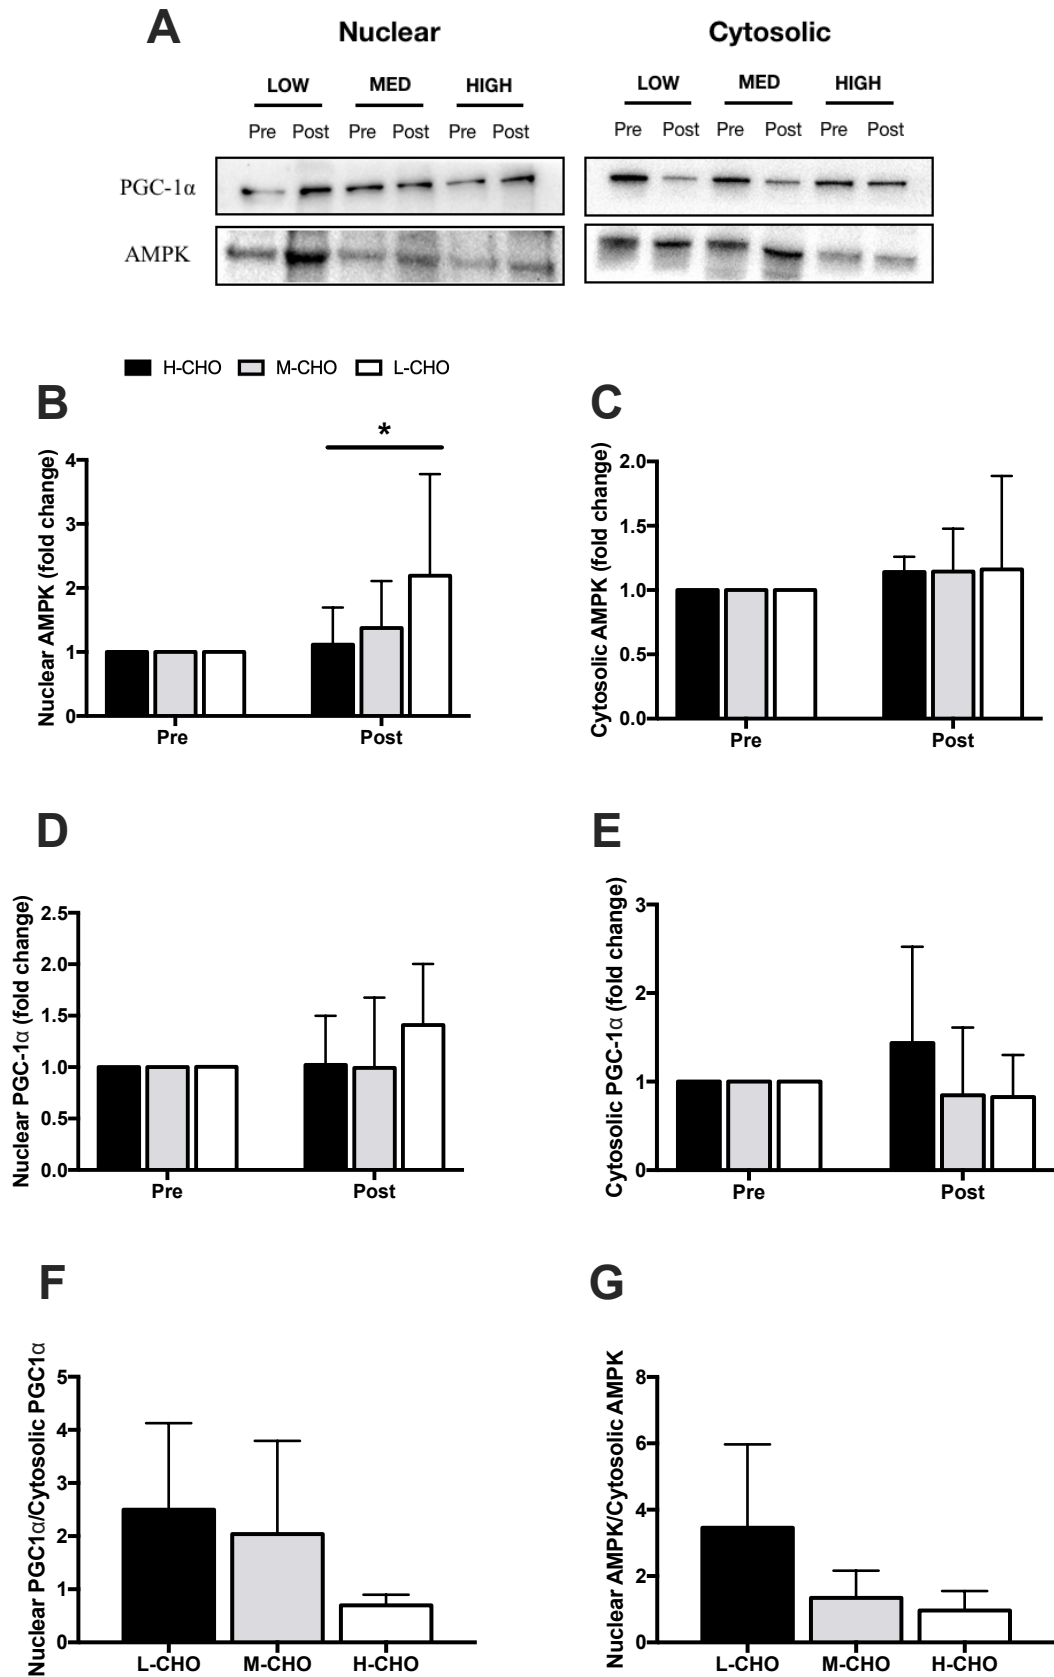 A
Nuclear
Cytosolic
LOW MED HIGH
LOW MED HIGH
Pre Post Pre Post Pre Post
Pre Post Pre Post Pre Post
PGC-1α
AMPK
H-CHO M-CHO L-CHO
B
Nuclear AMPK (fold change)
4
3
2
1
0
*
Pre Post
C
Cytosolic AMPK (fold change)
2.0
1.5
1.0
0.5
0.0
Pre Post
D
Nuclear PGC-1α (fold change)
2.5
2.0
1.5
1.0
0.5
0.0
Pre Post
E
Cytosolic PGC-1α (fold change)
3
2
1
0
Pre Post
F
Nuclear PGC1α/Cytosolic PGC1α
5
4
3
2
1
0
L-CHO M-CHO H-CHO
G
Nuclear AMPK/Cytosolic AMPK
8
6
4
2
0
L-CHO M-CHO H-CHO